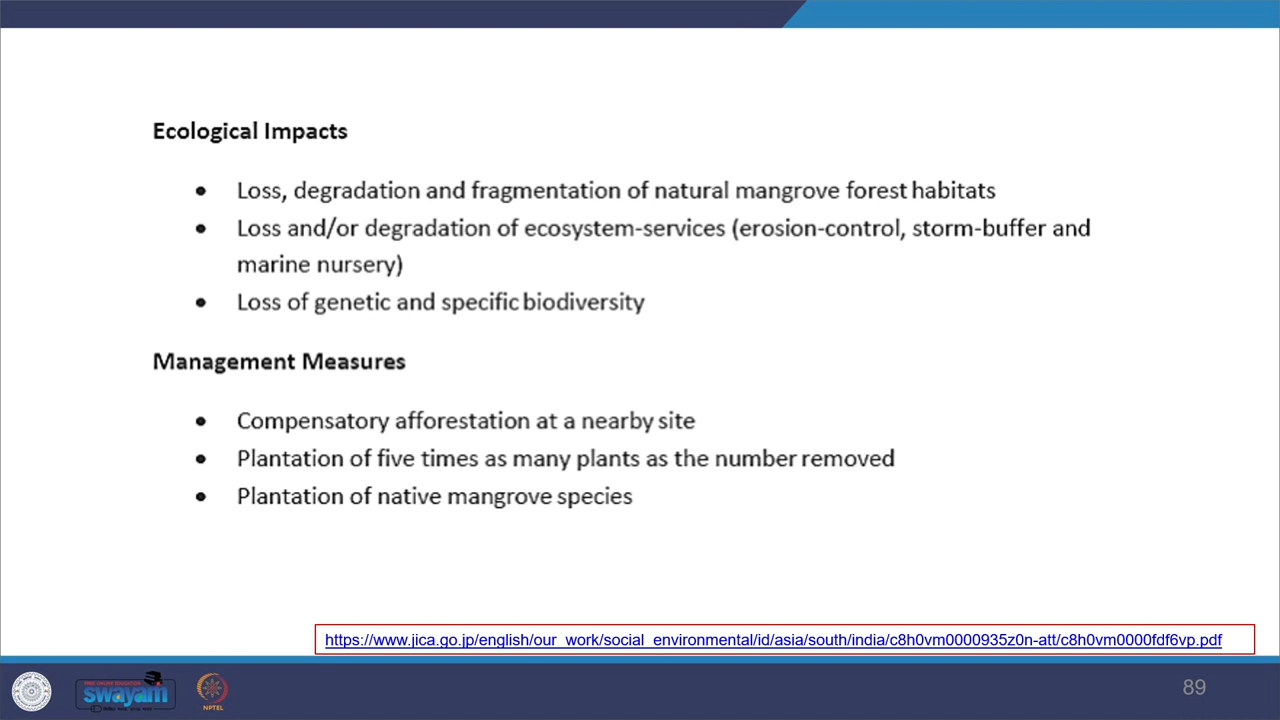 Ecological Impacts
• Loss, degradation and fragmentation of natural mangrove forest habitats
• Loss and/or degradation of ecosystem-services (erosion-control, storm-buffer and
marine nursery)
• Loss of genetic and specific biodiversity
Management Measures
• Compensatory afforestation at a nearby site
• Plantation of five times as many plants as the number removed
• Plantation of native mangrove species
https://www.jica.go.jp/english/our_work/social_environmental/id/asia/south/india/c8h0vm0000935z0n-att/c8h0vm0000fdf6vp.pdf
swayam
NPTEL
89